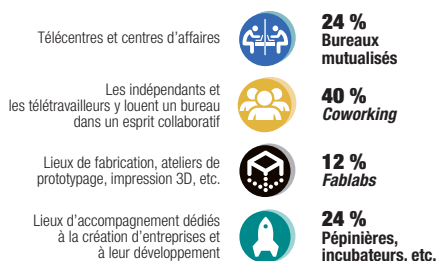 Télécentres et centres d'affaires
24 %
Bureaux
mutualisés
Les indépendants et
les télétravailleurs y louent un bureau
dans un esprit collaboratif
40 %
Coworking
Lieux de fabrication, ateliers de
prototypage, impression 3D, etc.
12 %
Fablabs
Lieux d'accompagnement dédiés
à la création d'entreprises et
à leur développement
24 %
Pépinières,
incubateurs, etc.